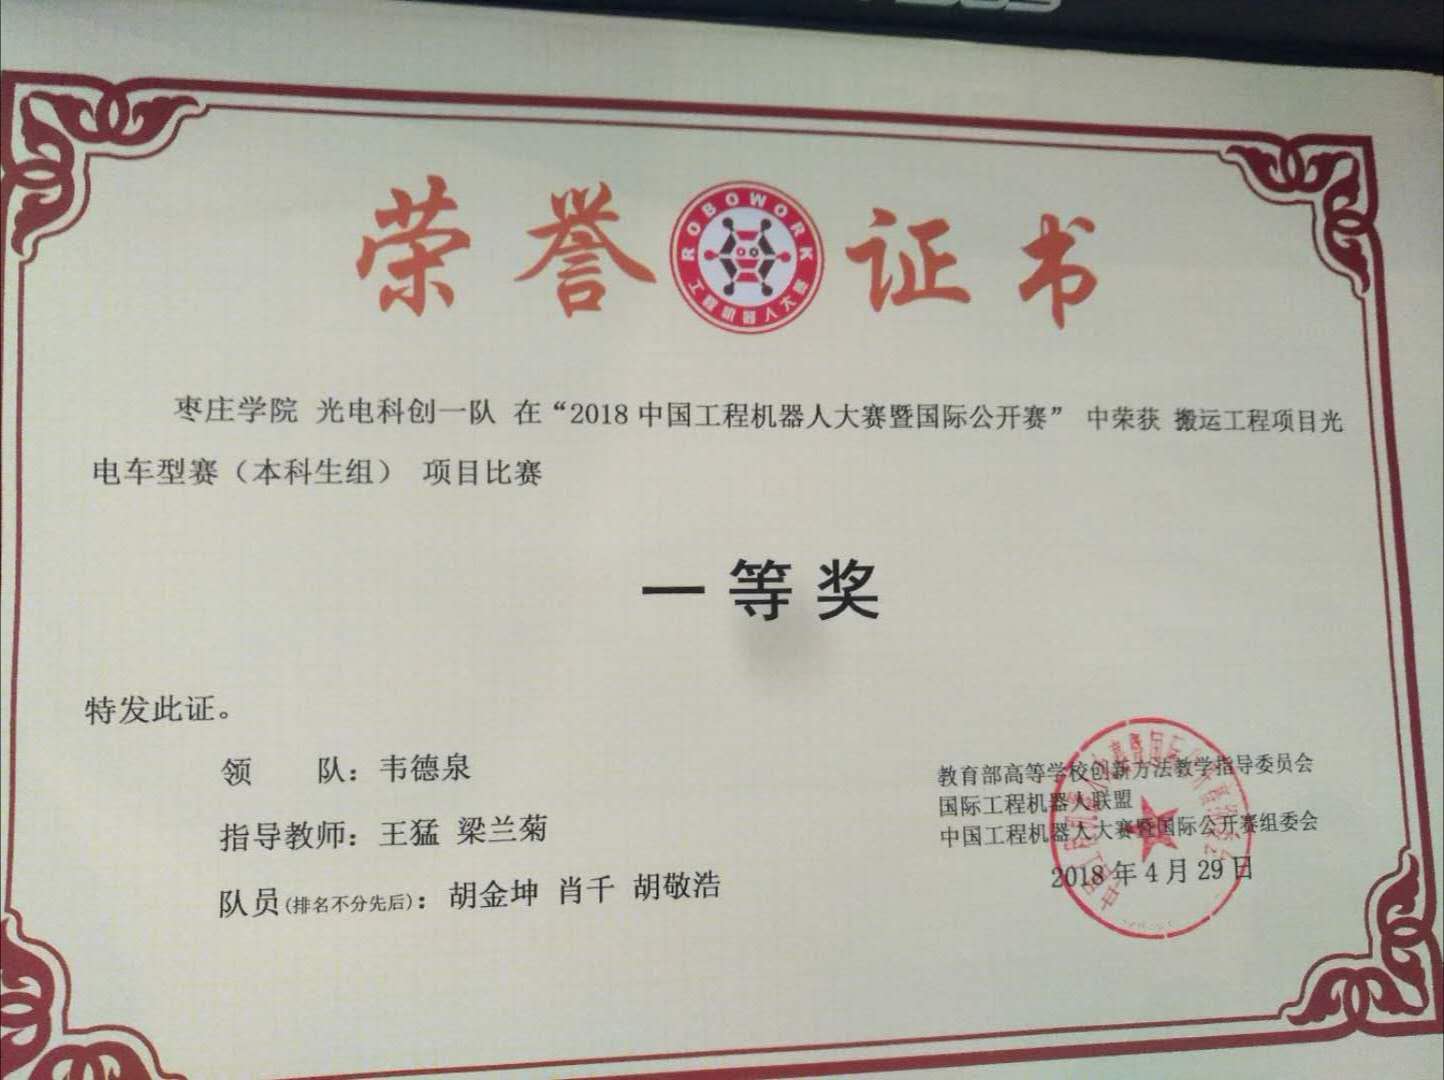 荣誉证书
ROBOWORK
工程机器人大赛
枣庄学院 光电科创一队 在“2018中国工程机器人大赛暨国际公开赛” 中荣获 搬运工程项目光
电车型赛（本科生组） 项目比赛
一等奖
特发此证。
领 队：韦德泉
指导教师：王猛 梁兰菊
队员(排名不分先后)：胡金坤 肖千 胡敬浩
教育部高等学校创新方法教学指导委员会
国际工程机器人联盟
中国工程机器人大赛暨国际公开赛组委会
2018年4月29日